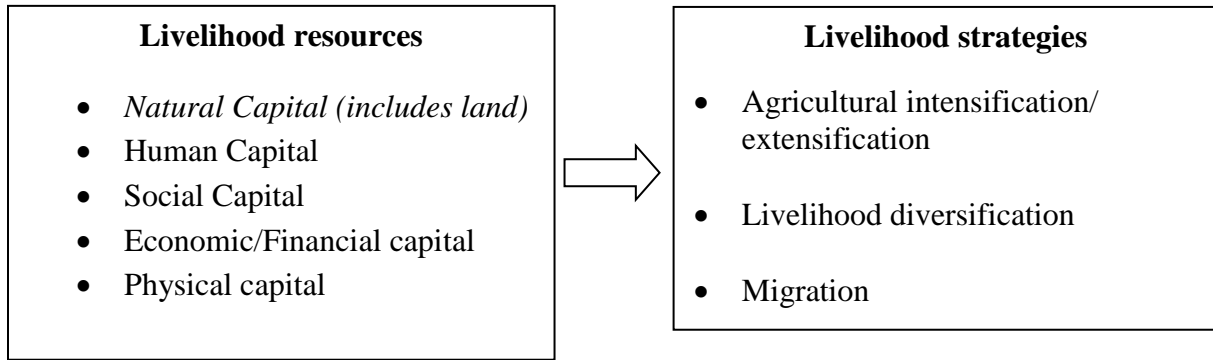 Livelihood resources
• Natural Capital (includes land)
• Human Capital
• Social Capital
• Economic/Financial capital
• Physical capital
Livelihood strategies
• Agricultural intensification/
extensification
• Livelihood diversification
• Migration